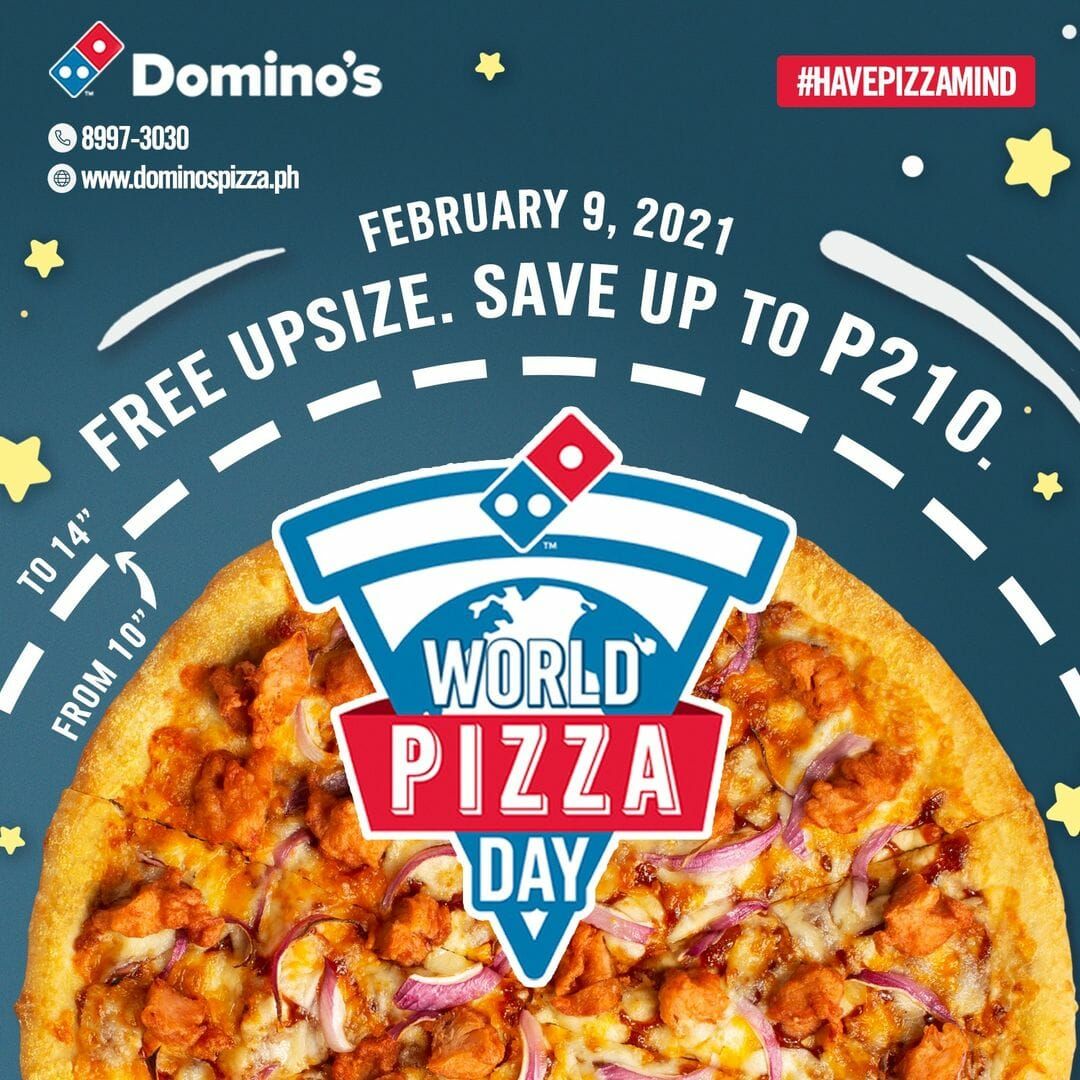 Domino's
8997-3030
www.dominospizza.ph
#HAVEPIZZAMIND
FEBRUARY 9, 2021
FREE UPSIZE. SAVE UP TO P210.
TO 14”
FROM 10”
TM
WORLD
PIZZA
DAY